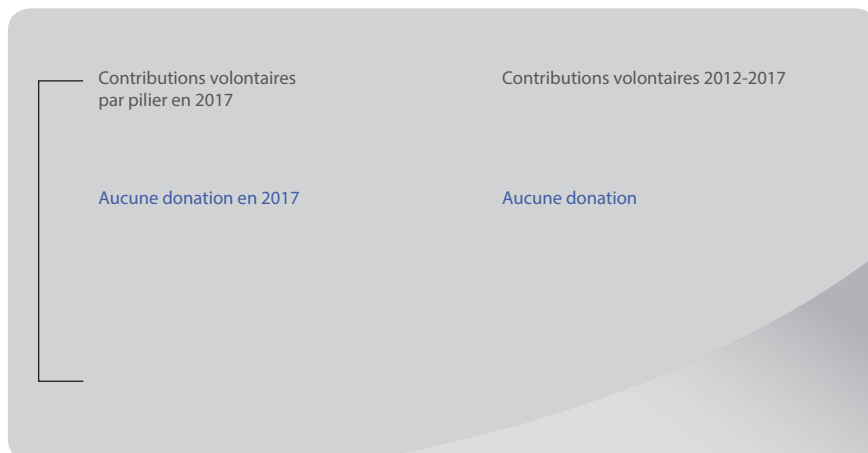 Contributions volontaires
par pilier en 2017
Contributions volontaires 2012-2017
Aucune donation en 2017
Aucune donation